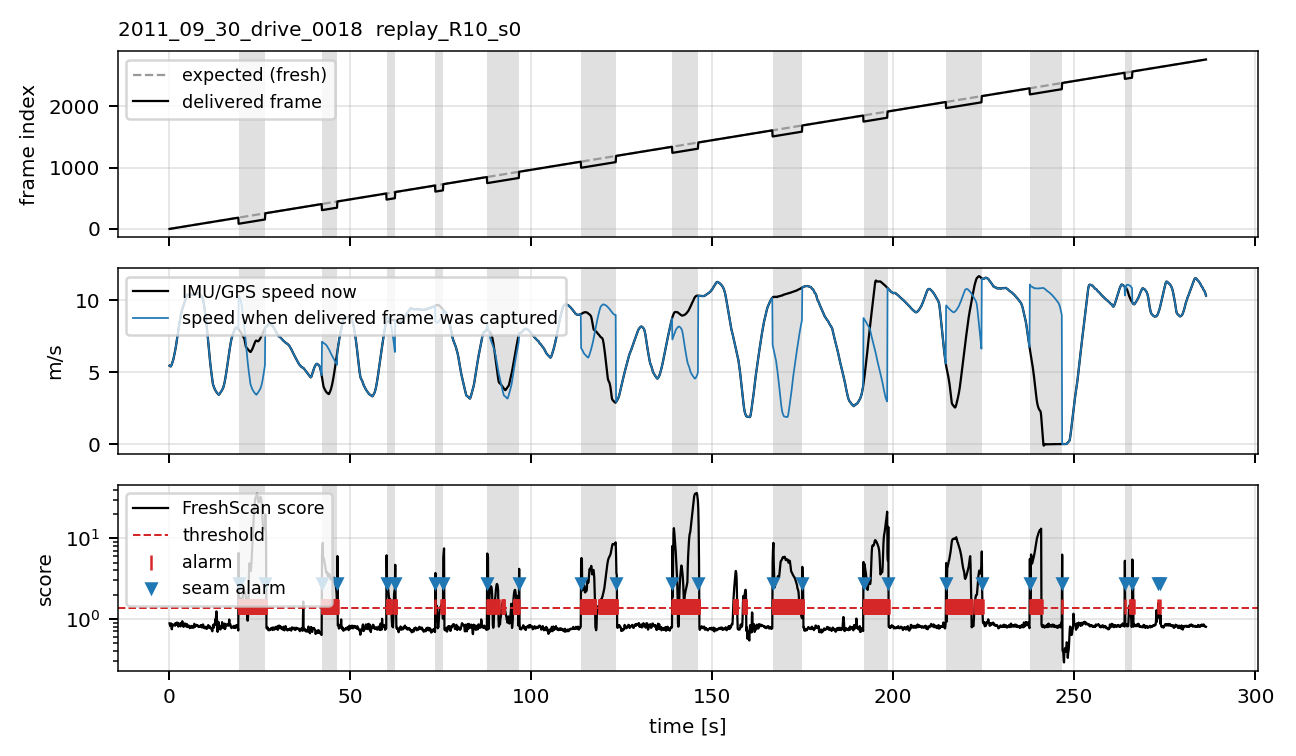 2011_09_30_drive_0018 replay_R10_s0
frame index
2000
1000
0
expected (fresh)
delivered frame
m/s
10
5
0
IMU/GPS speed now
speed when delivered frame was captured
score
10^1
10^0
FreshScan score
threshold
alarm
seam alarm
0 50 100 150 200 250 300
time [s]